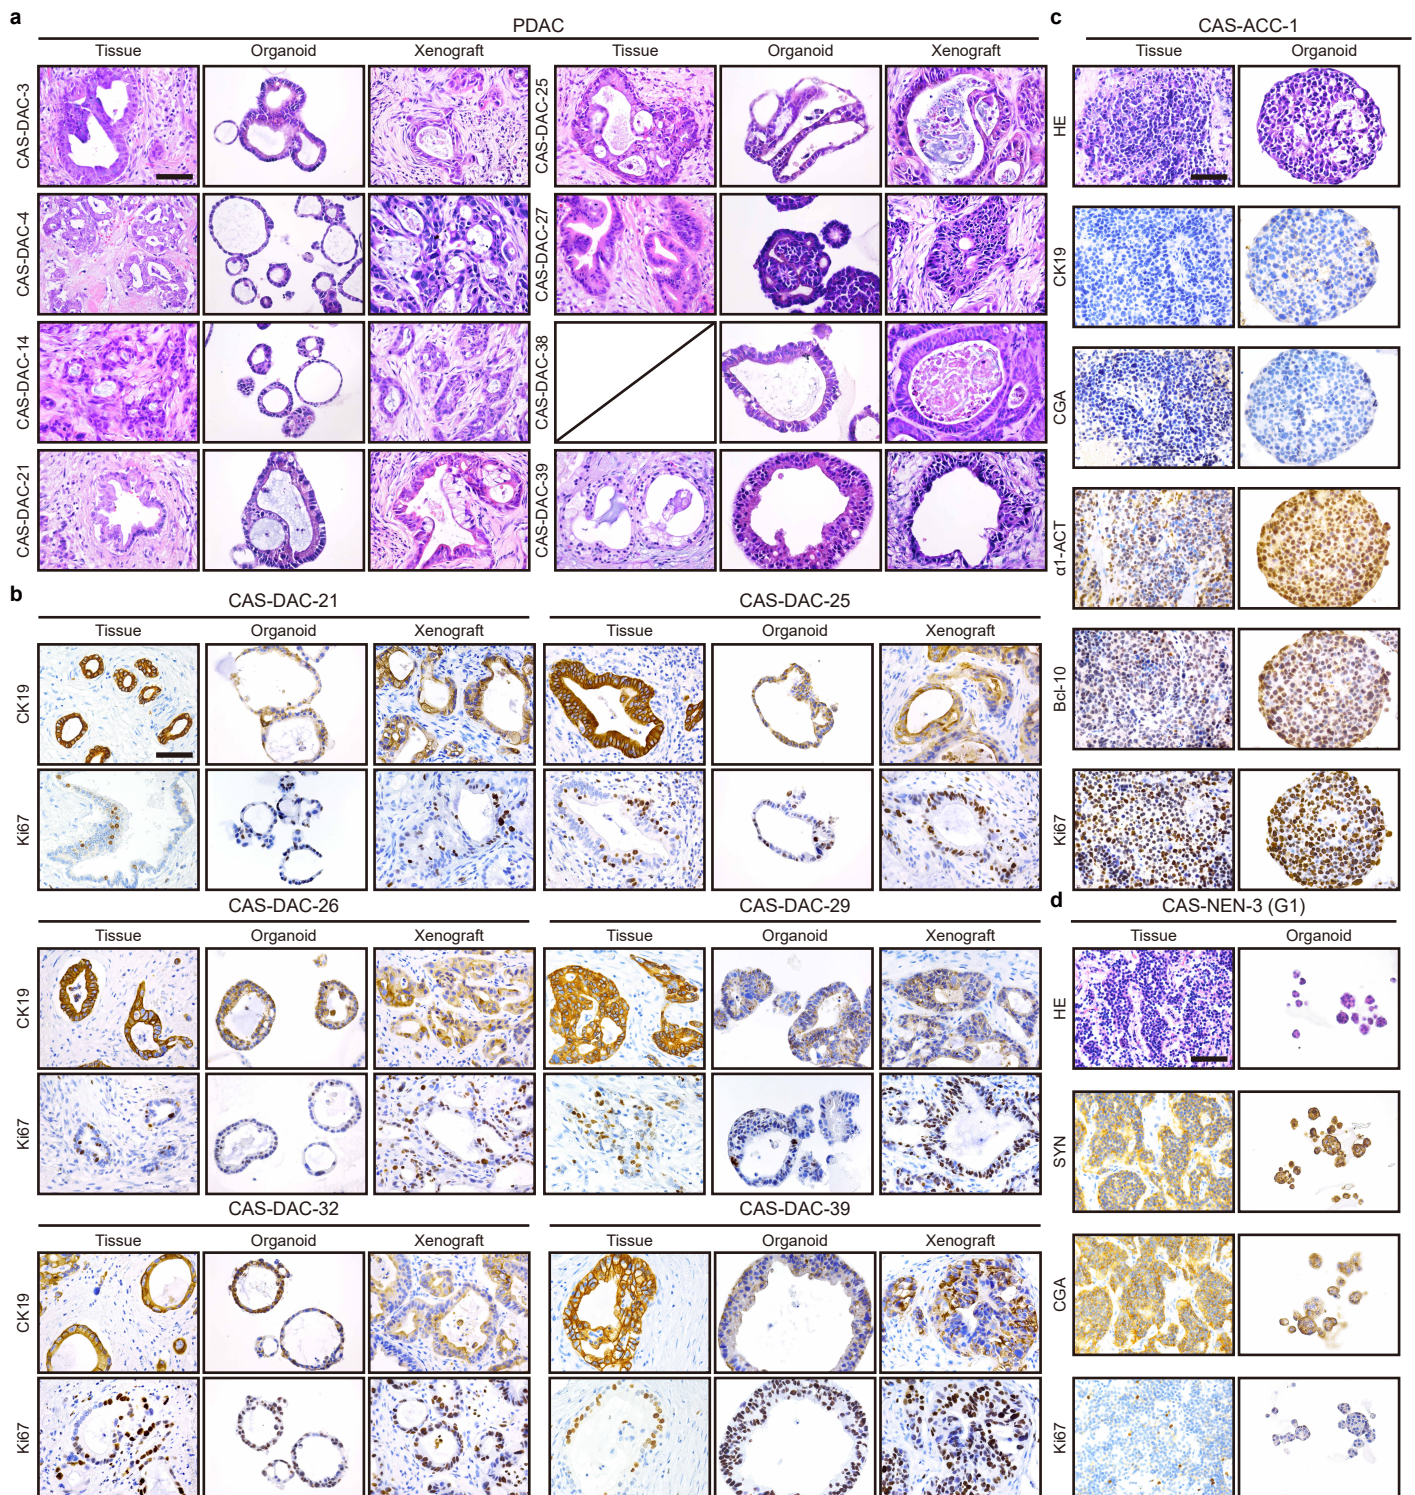 a
PDAC
Tissue Organoid Xenograft Tissue Organoid Xenograft
CAS-DAC-3
CAS-DAC-25
CAS-DAC-4
CAS-DAC-27
CAS-DAC-14
CAS-DAC-38
CAS-DAC-21
CAS-DAC-39
b
CAS-DAC-21 CAS-DAC-25
Tissue Organoid Xenograft Tissue Organoid Xenograft
CK19
Ki67
CAS-DAC-26 CAS-DAC-29
Tissue Organoid Xenograft Tissue Organoid Xenograft
CK19
Ki67
CAS-DAC-32 CAS-DAC-39
Tissue Organoid Xenograft Tissue Organoid Xenograft
CK19
Ki67
c
CAS-ACC-1
Tissue Organoid
HE
CK19
CGA
α1-ACT
Bcl-10
Ki67
d
CAS-NEN-3 (G1)
Tissue Organoid
HE
SYN
CGA
Ki67